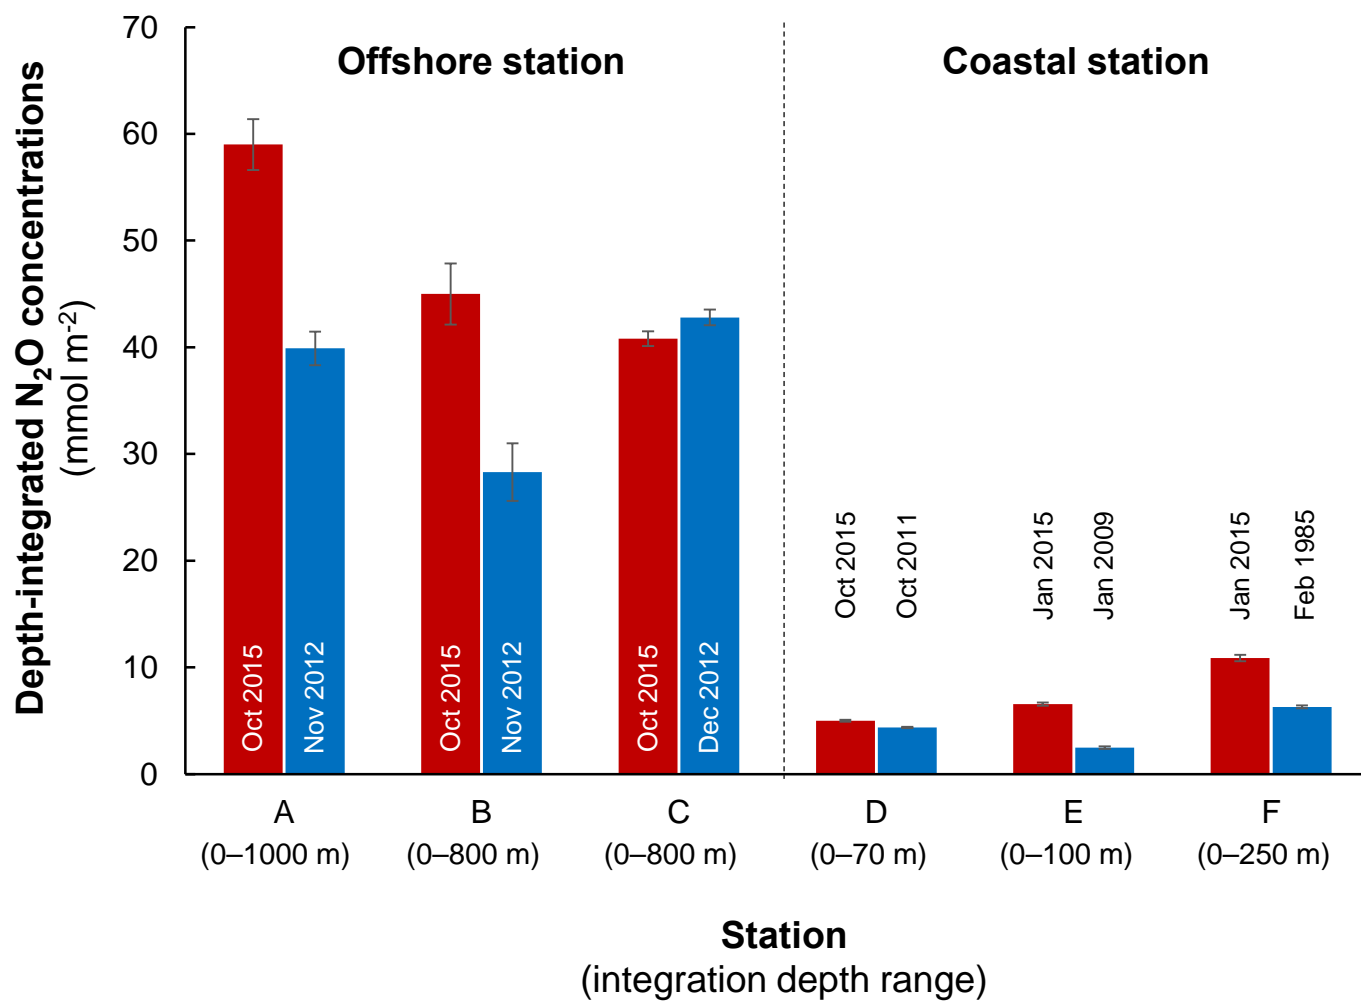 Depth-integrated N₂O concentrations
(mmol m⁻²)
70
60
50
40
30
20
10
0
Offshore station
Coastal station
Oct 2015
Nov 2012
Oct 2015
Nov 2012
Oct 2015
Dec 2012
Oct 2015
Oct 2011
Jan 2015
Jan 2009
Jan 2015
Feb 1985
A
B
C
D
E
F
(0–1000 m)
(0–800 m)
(0–800 m)
(0–70 m)
(0–100 m)
(0–250 m)
Station
(integration depth range)